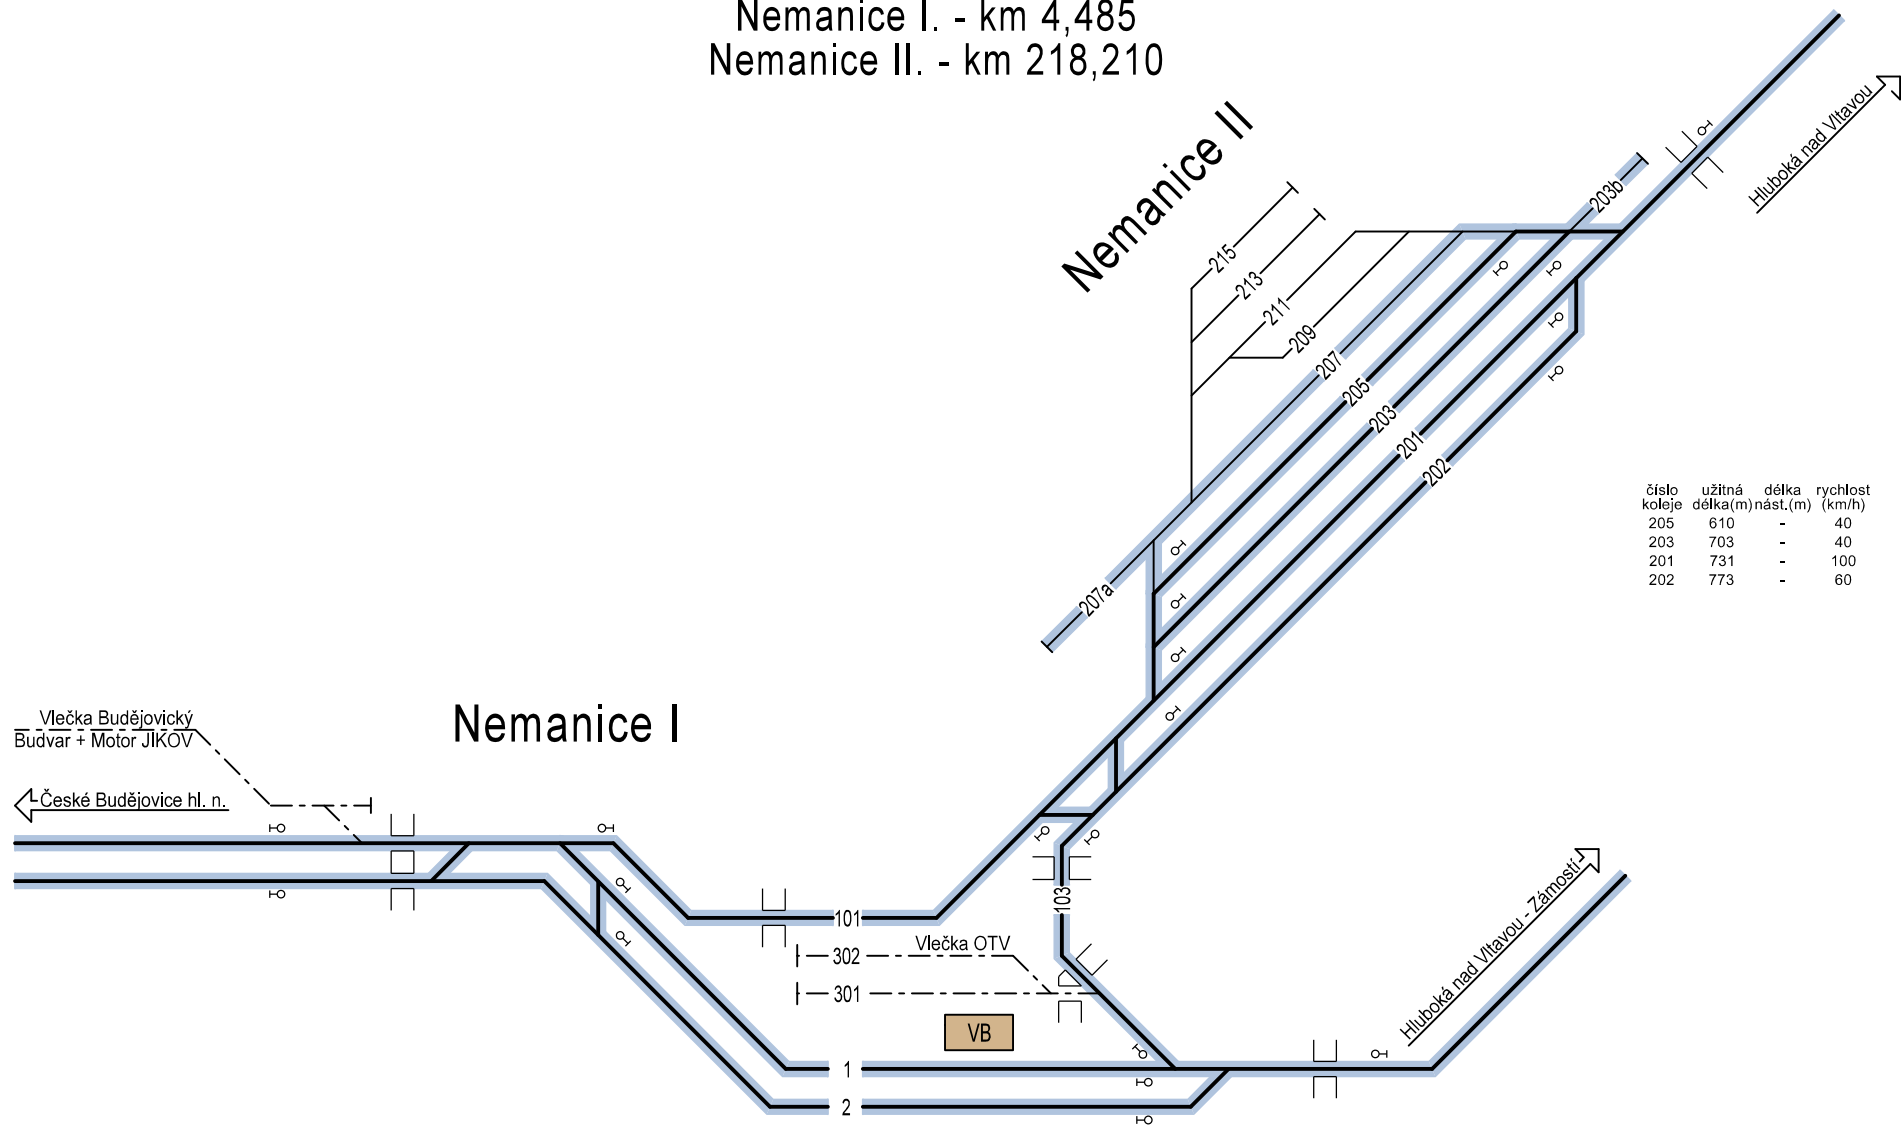 Nemanice I. - km 4,485
Nemanice II. - km 218,210
Nemanice II
Hluboká nad Vltavou
203b
215
213
211
209
207
205
203
201
202
207a
číslo koleje užitná délka(m) délka nást.(m) rychlost (km/h)
205 610 - 40
203 703 - 40
201 731 - 100
202 773 - 60
Nemanice I
Vlečka Budějovický
Budvar + Motor JIKOV
České Budějovice hl. n.
101
103
302
Vlečka OTV
301
VB
Hluboká nad Vltavou - Zámostí
1
2